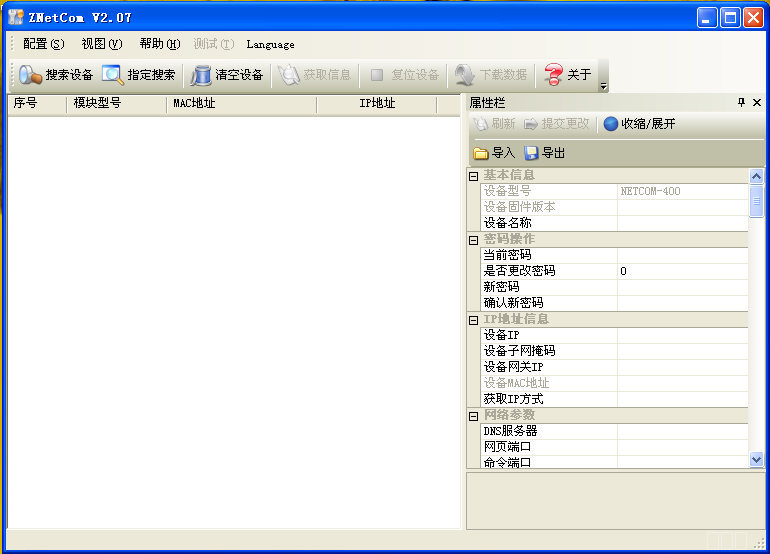 ZNetCom V2.07
配置(S) 视图(V) 帮助(H) 测试(T) Language
搜索设备 指定搜索 清空设备 获取信息 复位设备 下载数据 关于
序号 模块型号 MAC地址 IP地址
属性栏
刷新 提交更改 收缩/展开
导入 导出
基本信息
设备型号 NETCOM-400
设备固件版本
设备名称
密码操作
当前密码
是否更改密码 0
新密码
确认新密码
IP地址信息
设备IP
设备子网掩码
设备网关IP
设备MAC地址
获取IP方式
网络参数
DNS服务器
网页端口
命令端口